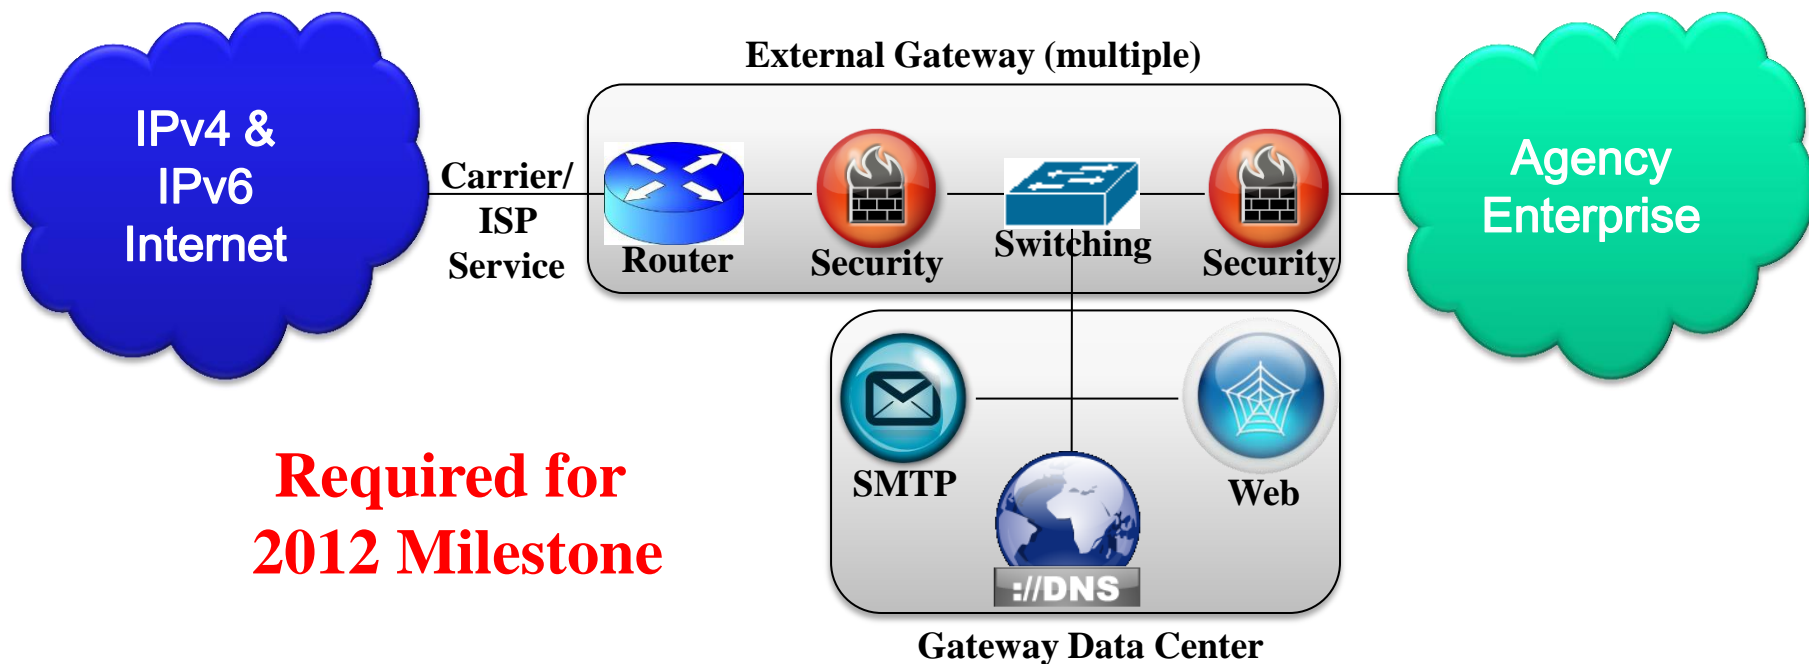 External Gateway (multiple)
IPv4 &
IPv6
Internet
Carrier/
ISP
Service
Router
Security
Switching
Security
Agency
Enterprise
SMTP
Web
://DNS
Gateway Data Center
Required for
2012 Milestone